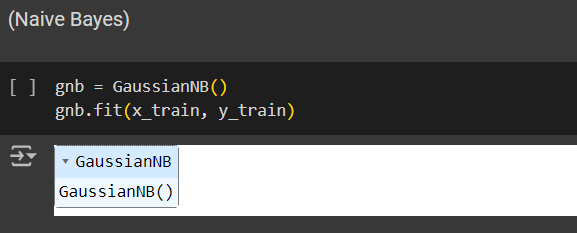 (Naive Bayes)
[ ] gnb = GaussianNB()
gnb.fit(x_train, y_train)
GaussianNB
GaussianNB()